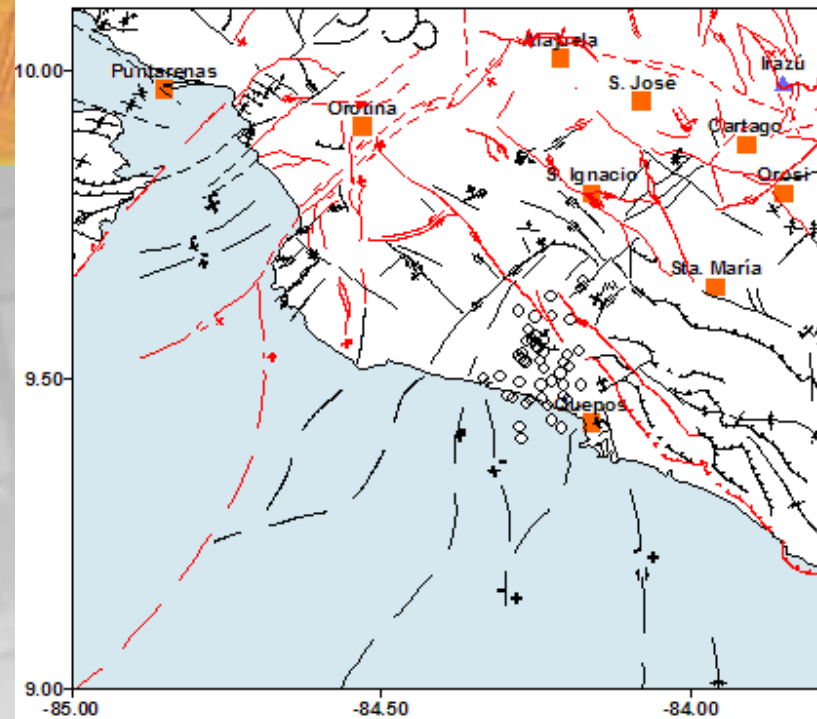 10.00
Puntarenas
Orotina
Alajuela
S. José
Irazú
Cartago
S. Ignacio
Orosi
Sta. María
9.50
Quepos
9.00
-85.00
-84.50
-84.00